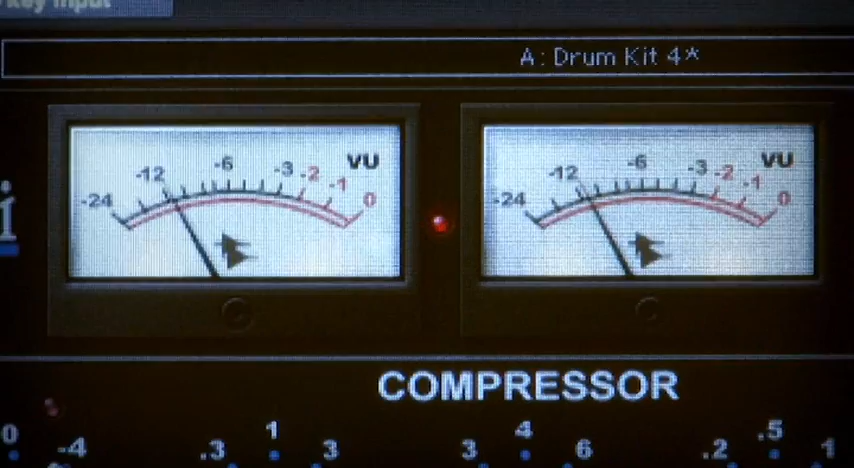 key input
A: Drum Kit 4*
-24 -12 -6 -3 -2 -1 0 VU
-24 -12 -6 -3 -2 -1 0 VU
COMPRESSOR
0 -4 .3 1 3 3 4 6 .2 .5 1